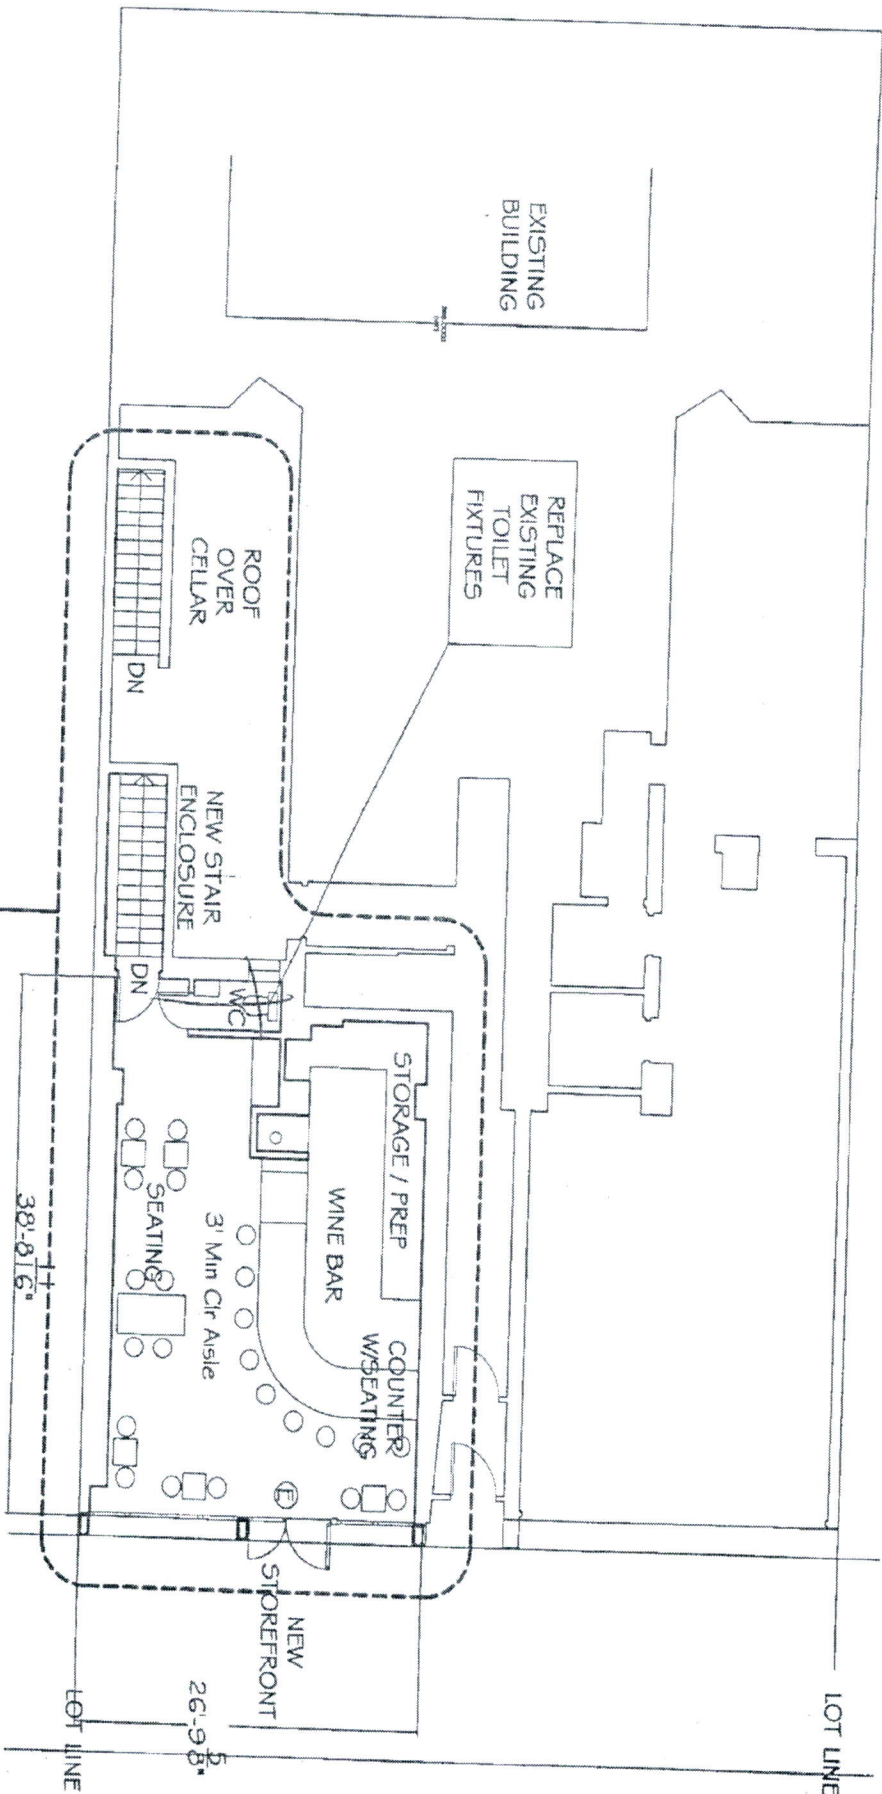 EXISTING
BUILDING
REPLACE
EXISTING
TOILET
FIXTURES
ROOF
OVER
CELLAR
DN
NEW STAIR
ENCLOSURE
DN
WC
STORAGE / PREP
WINE BAR
COUNTER
W/SEATING
3' Min Clr Aisle
SEATING
E
NEW
STOREFRONT
LOT LINE
LOT LINE